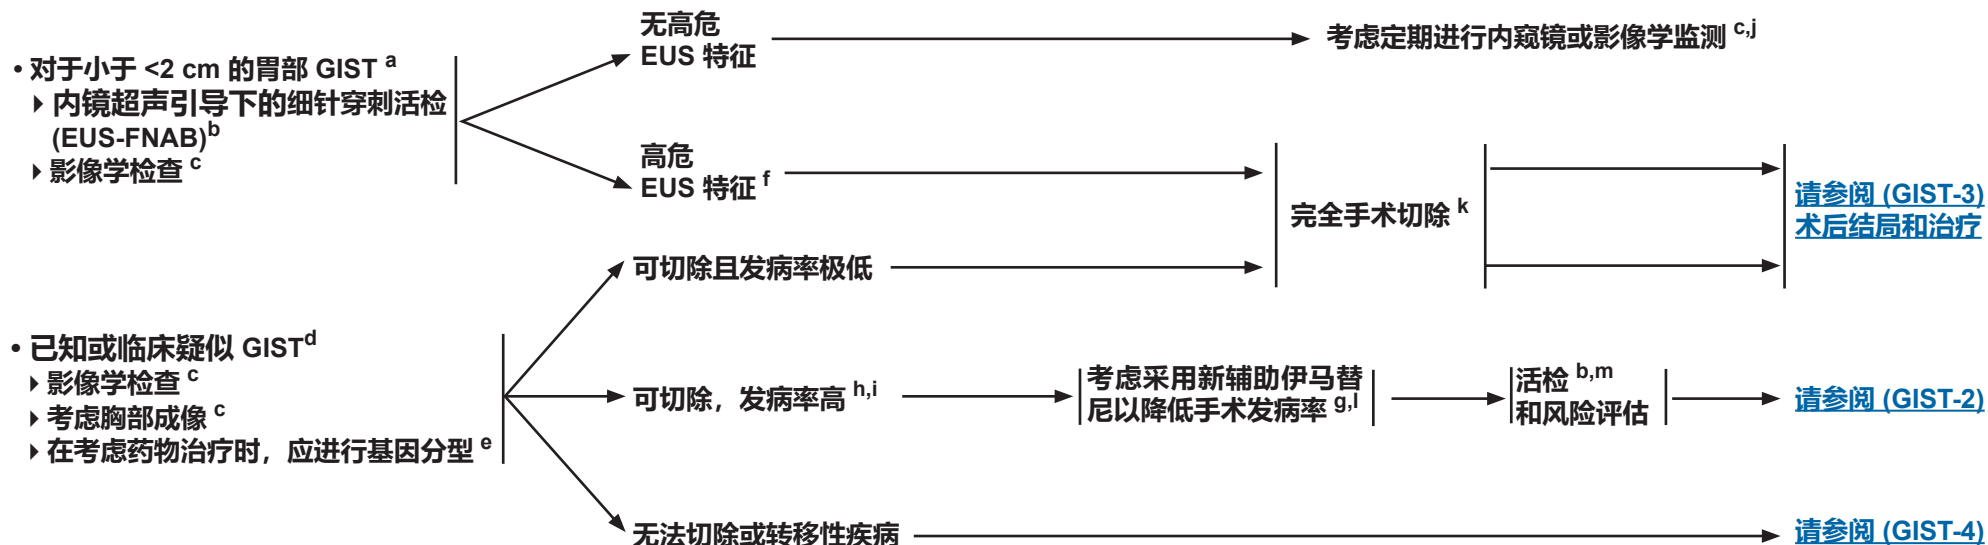 • 对于小于 <2 cm 的胃部 GIST a
▸ 内镜超声引导下的细针穿刺活检
(EUS-FNAB)b
▸ 影像学检查 c
无高危
EUS 特征
考虑定期进行内窥镜或影像学监测 c,j
高危
EUS 特征 f
完全手术切除 k
请参阅 (GIST-3)
术后结局和治疗
• 已知或临床疑似 GISTd
▸ 影像学检查 c
▸ 考虑胸部成像 c
▸ 在考虑药物治疗时，应进行基因分型 e
可切除且发病率极低
可切除，发病率高 h,i
考虑采用新辅助伊马替
尼以降低手术发病率 g,l
活检 b,m
和风险评估
请参阅 (GIST-2)
无法切除或转移性疾病
请参阅 (GIST-4)